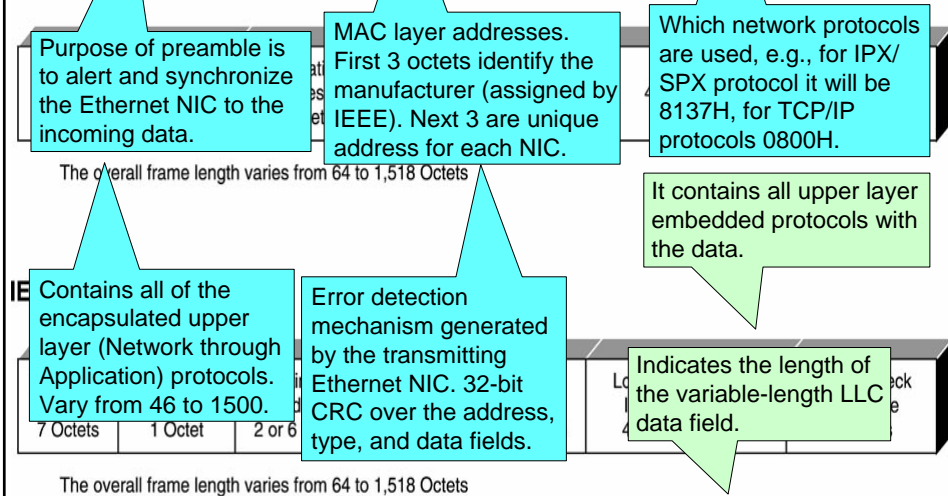 Purpose of preamble is
to alert and synchronize
the Ethernet NIC to the
incoming data.
MAC layer addresses.
First 3 octets identify the
manufacturer (assigned by
IEEE). Next 3 are unique
address for each NIC.
Which network protocols
are used, e.g., for IPX/
SPX protocol it will be
8137H, for TCP/IP
protocols 0800H.
The overall frame length varies from 64 to 1,518 Octets
It contains all upper layer
embedded protocols with
the data.
Contains all of the
encapsulated upper
layer (Network through
Application) protocols.
Vary from 46 to 1500.
Error detection
mechanism generated
by the transmitting
Ethernet NIC. 32-bit
CRC over the address,
type, and data fields.
Indicates the length of
the variable-length LLC
data field.
7 Octets
1 Octet
2 or 6
The overall frame length varies from 64 to 1,518 Octets